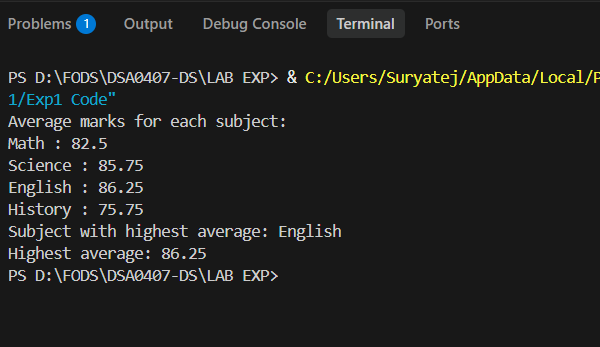 Problems 1 Output Debug Console Terminal Ports
PS D:\FODS\DSA0407-DS\LAB EXP> & C:/Users/Suryatej/AppData/Local/
1/Exp1 Code"
Average marks for each subject:
Math : 82.5
Science : 85.75
English : 86.25
History : 75.75
Subject with highest average: English
Highest average: 86.25
PS D:\FODS\DSA0407-DS\LAB EXP>